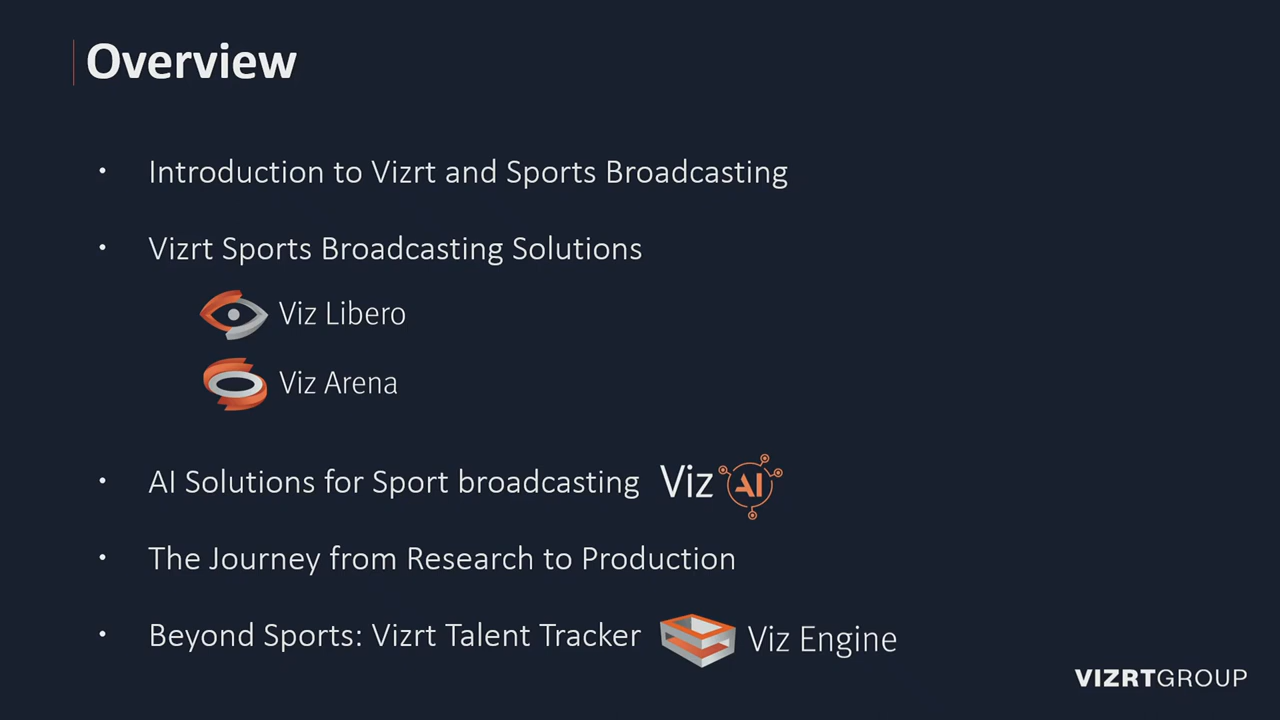 Overview
• Introduction to Vizrt and Sports Broadcasting
• Vizrt Sports Broadcasting Solutions
Viz Libero
Viz Arena
• AI Solutions for Sport broadcasting Viz AI
• The Journey from Research to Production
• Beyond Sports: Vizrt Talent Tracker Viz Engine
VIZRTGROUP